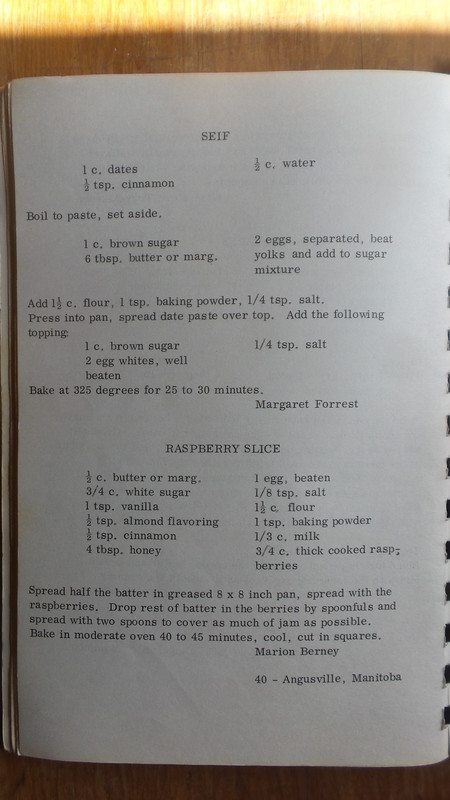 SEIF
1 c. dates ½ c. water
½ tsp. cinnamon
Boil to paste, set aside.
1 c. brown sugar 2 eggs, separated, beat
6 tbsp. butter or marg. yolks and add to sugar
mixture
Add 1½ c. flour, 1 tsp. baking powder, 1/4 tsp. salt.
Press into pan, spread date paste over top. Add the following
topping:
1 c. brown sugar 1/4 tsp. salt
2 egg whites, well
beaten
Bake at 325 degrees for 25 to 30 minutes.
Margaret Forrest
RASPBERRY SLICE
½ c. butter or marg. 1 egg, beaten
3/4 c. white sugar 1/8 tsp. salt
1 tsp. vanilla 1½ c. flour
½ tsp. almond flavoring 1 tsp. baking powder
½ tsp. cinnamon 1/3 c. milk
4 tbsp. honey 3/4 c. thick cooked rasp-
berries
Spread half the batter in greased 8 x 8 inch pan, spread with the
raspberries. Drop rest of batter in the berries by spoonfuls and
spread with two spoons to cover as much of jam as possible.
Bake in moderate oven 40 to 45 minutes, cool, cut in squares.
Marion Berney
40 - Angusville, Manitoba